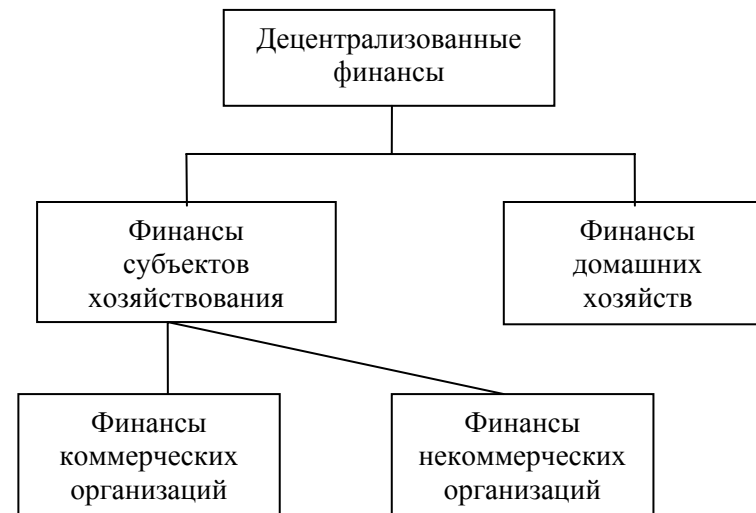 Децентрализованные
финансы
Финансы
субъектов
хозяйствования
Финансы
домашних
хозяйств
Финансы
коммерческих
организаций
Финансы
некоммерческих
организаций